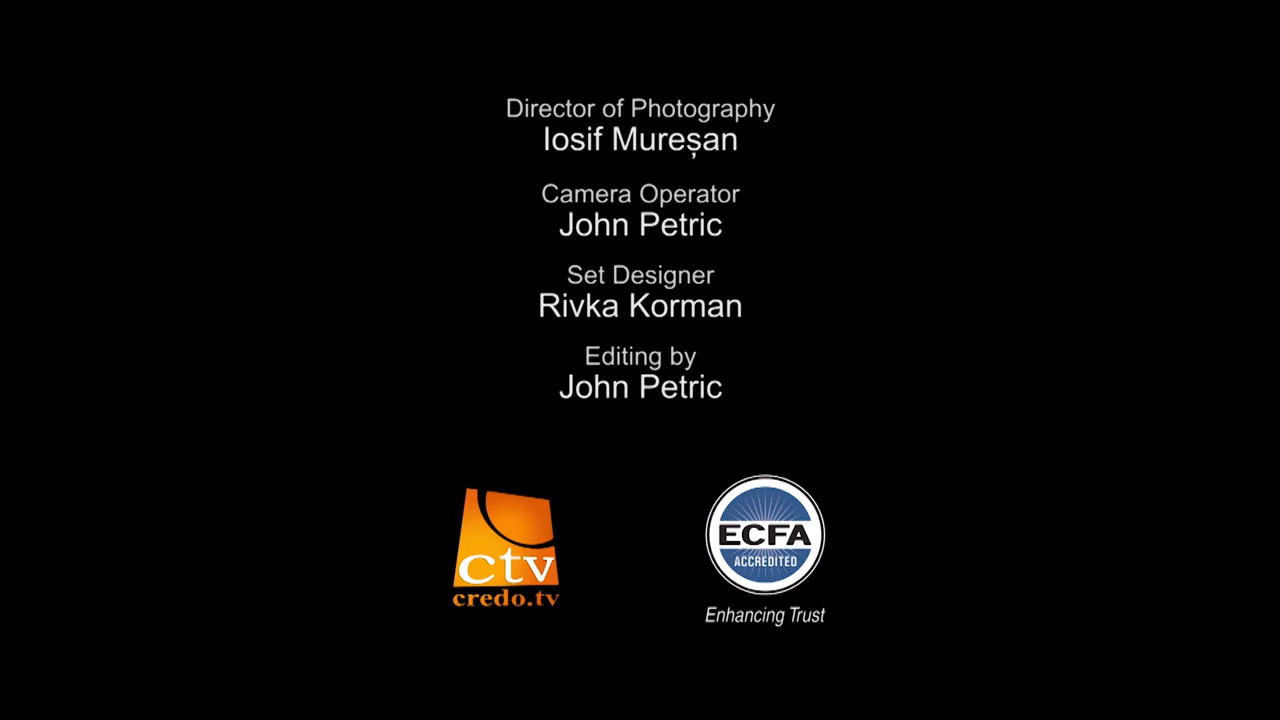 Director of Photography
Iosif Mureșan
Camera Operator
John Petric
Set Designer
Rivka Korman
Editing by
John Petric
ctv
credo.tv
ECFA
ACCREDITED
Enhancing Trust